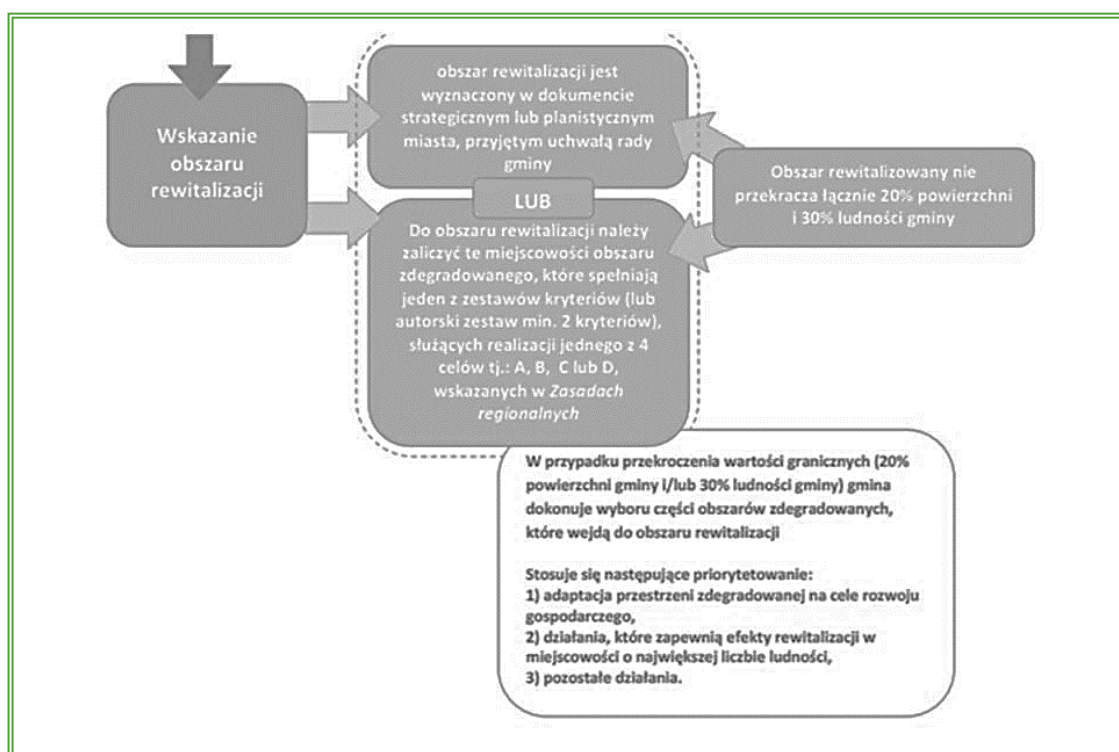 Wskazanie
obszaru
rewitalizacji
obszar rewitalizacji jest
wyznaczony w dokumencie
strategicznym lub planistycznym
miasta, przyjętym uchwałą rady
gminy
LUB
Do obszaru rewitalizacji należy
zaliczyć te miejscowości obszaru
zdegradowanego, które spełniają
jeden z zestawów kryteriów (lub
autorski zestaw min. 2 kryteriów),
służących realizacji jednego z 4
celów tj.: A, B, C lub D,
wskazanych w Zasadach
regionalnych
Obszar rewitalizowany nie
przekracza łącznie 20% powierzchni
i 30% ludności gminy
W przypadku przekroczenia wartości granicznych (20%
powierzchni gminy i/lub 30% ludności gminy) gmina
dokonuje wyboru części obszarów zdegradowanych,
które wejdą do obszaru rewitalizacji
Stosuje się następujące priorytetowanie:
1) adaptacja przestrzeni zdegradowanej na cele rozwoju
gospodarczego,
2) działania, które zapewnią efekty rewitalizacji w
miejscowości o największej liczbie ludności,
3) pozostałe działania.